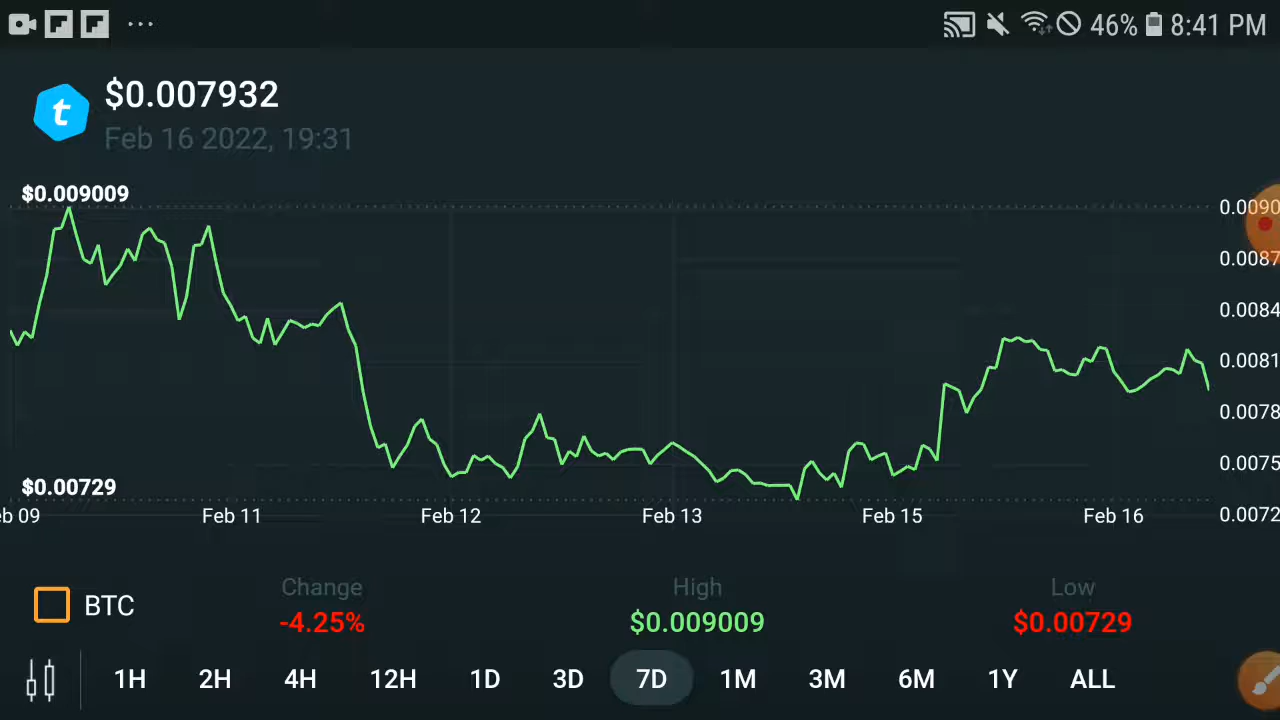 46% 8:41 PM
t
$0.007932
Feb 16 2022, 19:31
$0.009009
0.0090
0.0087
0.0084
0.0081
0.0078
0.0075
$0.00729
0.0072
eb 09 Feb 11 Feb 12 Feb 13 Feb 15 Feb 16
Change High Low
BTC -4.25% $0.009009 $0.00729
1H 2H 4H 12H 1D 3D 7D 1M 3M 6M 1Y ALL